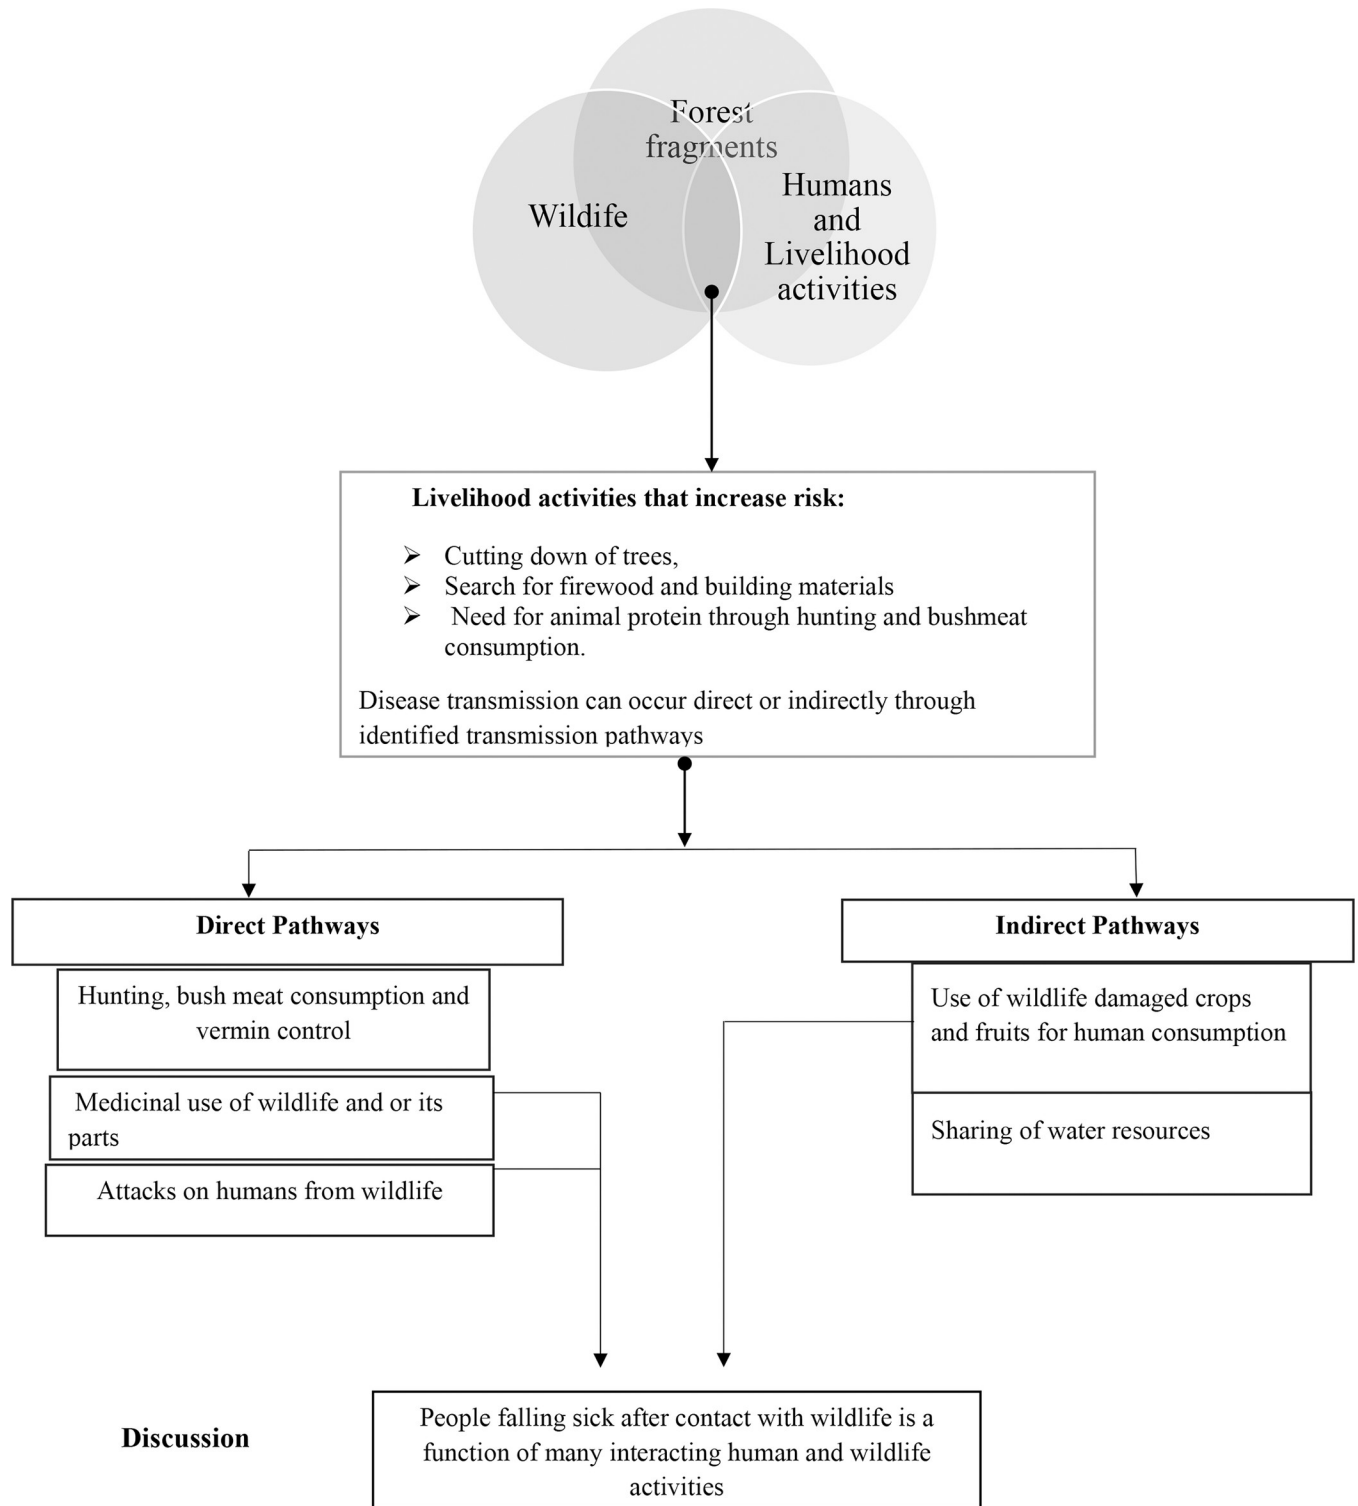 Forest
fragments
Wildife
Humans
and
Livelihood
activities
Livelihood activities that increase risk:
➢ Cutting down of trees,
➢ Search for firewood and building materials
➢ Need for animal protein through hunting and bushmeat
consumption.
Disease transmission can occur direct or indirectly through
identified transmission pathways
Direct Pathways
Hunting, bush meat consumption and
vermin control
Medicinal use of wildlife and or its
parts
Attacks on humans from wildlife
Indirect Pathways
Use of wildlife damaged crops
and fruits for human consumption
Sharing of water resources
Discussion
People falling sick after contact with wildlife is a
function of many interacting human and wildlife
activities